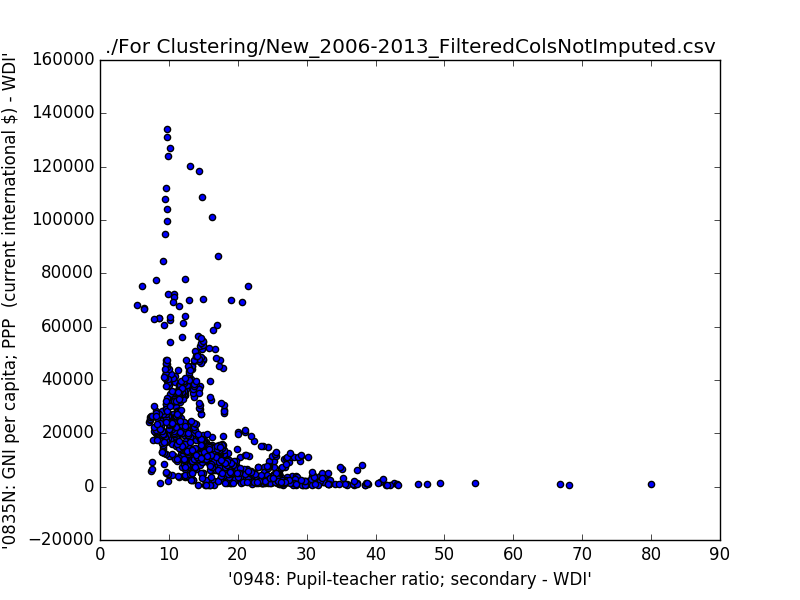 ./For Clustering/New_2006-2013_FilteredColsNotImputed.csv
'0835N: GNI per capita; PPP  (current international $) - WDI'
160000
140000
120000
100000
80000
60000
40000
20000
0
−20000
0 10 20 30 40 50 60 70 80 90
'0948: Pupil-teacher ratio; secondary - WDI'